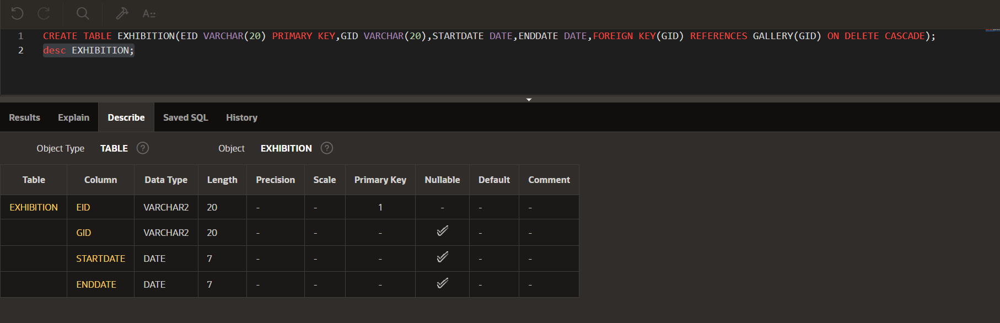 A::
1 CREATE TABLE EXHIBITION(EID VARCHAR(20) PRIMARY KEY,GID VARCHAR(20),STARTDATE DATE,ENDDATE DATE,FOREIGN KEY(GID) REFERENCES GALLERY(GID) ON DELETE CASCADE);
2 desc EXHIBITION;
Results Explain Describe Saved SQL History
Object Type TABLE ? Object EXHIBITION ?
Table Column Data Type Length Precision Scale Primary Key Nullable Default Comment
EXHIBITION EID VARCHAR2 20 - - 1 - - -
GID VARCHAR2 20 - - - - -
STARTDATE DATE 7 - - - - -
ENDDATE DATE 7 - - - - -